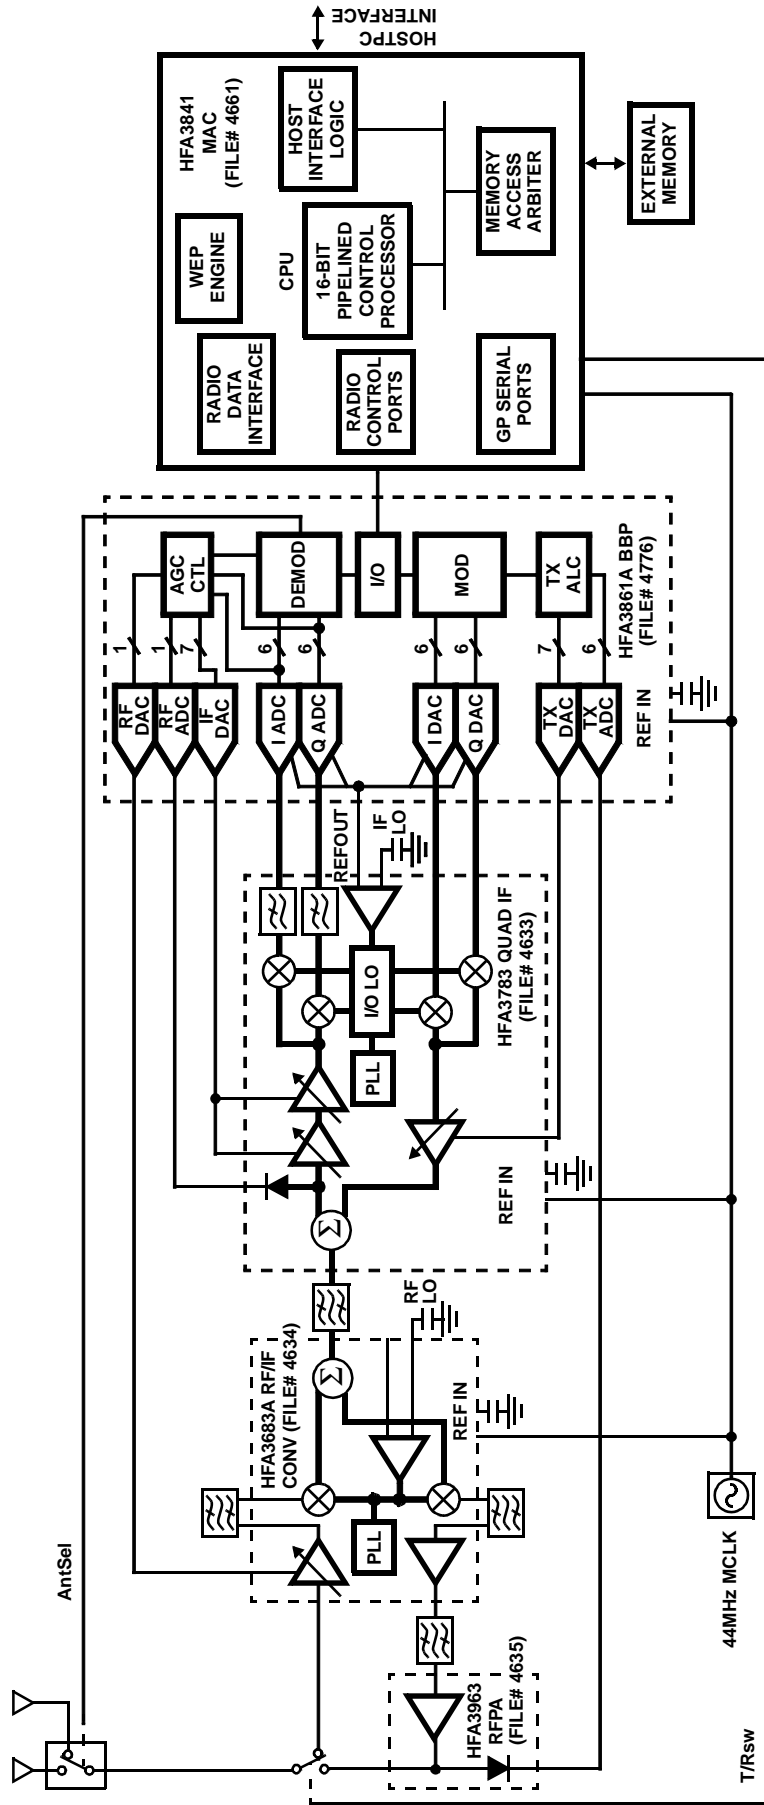 AntSel
T/Rsw
44MHz MCLK
HFA3963
RFPA
(FILE# 4635)
HFA3683A RF/IF
CONV (FILE# 4634)
PLL
Σ
RF
LO
REF IN
Σ
PLL
I/O LO
REFOUT
IF
LO
REF IN
HFA3783 QUAD IF
(FILE# 4633)
RF
DAC
RF
ADC
IF
DAC
I ADC
Q ADC
I DAC
Q DAC
TX
DAC
TX
ADC
REF IN
1
1
7
6
6
6
6
7
6
AGC
CTL
DEMOD
I/O
MOD
TX
ALC
HFA3861A BBP
(FILE# 4776)
RADIO
DATA
INTERFACE
RADIO
CONTROL
PORTS
GP SERIAL
PORTS
WEP
ENGINE
CPU
16-BIT
PIPELINED
CONTROL
PROCESSOR
HFA3841
MAC
(FILE# 4661)
HOST
INTERFACE
LOGIC
MEMORY
ACCESS
ARBITER
EXTERNAL
MEMORY
HOSTPC
INTERFACE